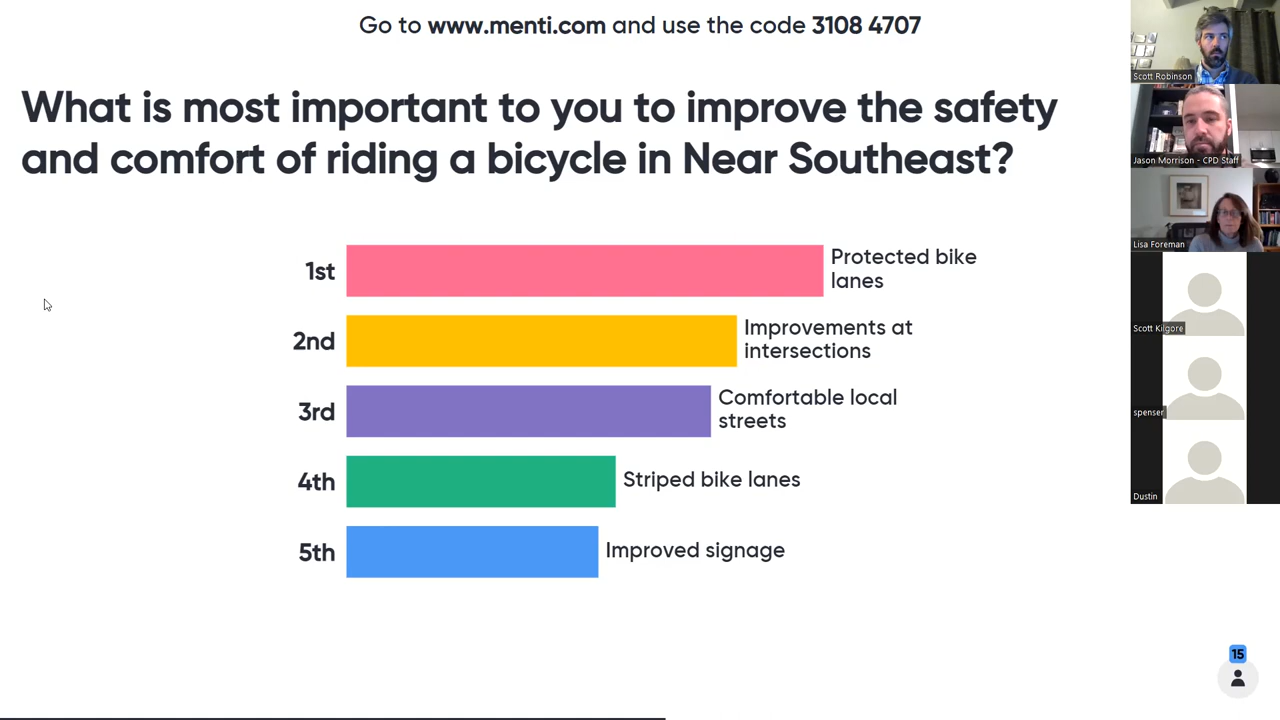 Go to www.menti.com and use the code 3108 4707
What is most important to you to improve the safety
and comfort of riding a bicycle in Near Southeast?
1st
Protected bike
lanes
2nd
Improvements at
intersections
3rd
Comfortable local
streets
4th
Striped bike lanes
5th
Improved signage
15
Scott Robinson
Jason Morrison - CPD Staff
Lisa Foreman
Scott Kilgore
spenser
Dustin